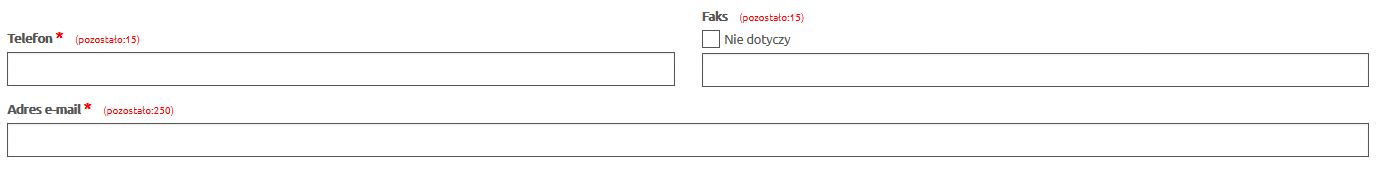 Telefon * (pozostało:15)
Faks (pozostało:15)
Nie dotyczy
Adres e-mail * (pozostało:250)